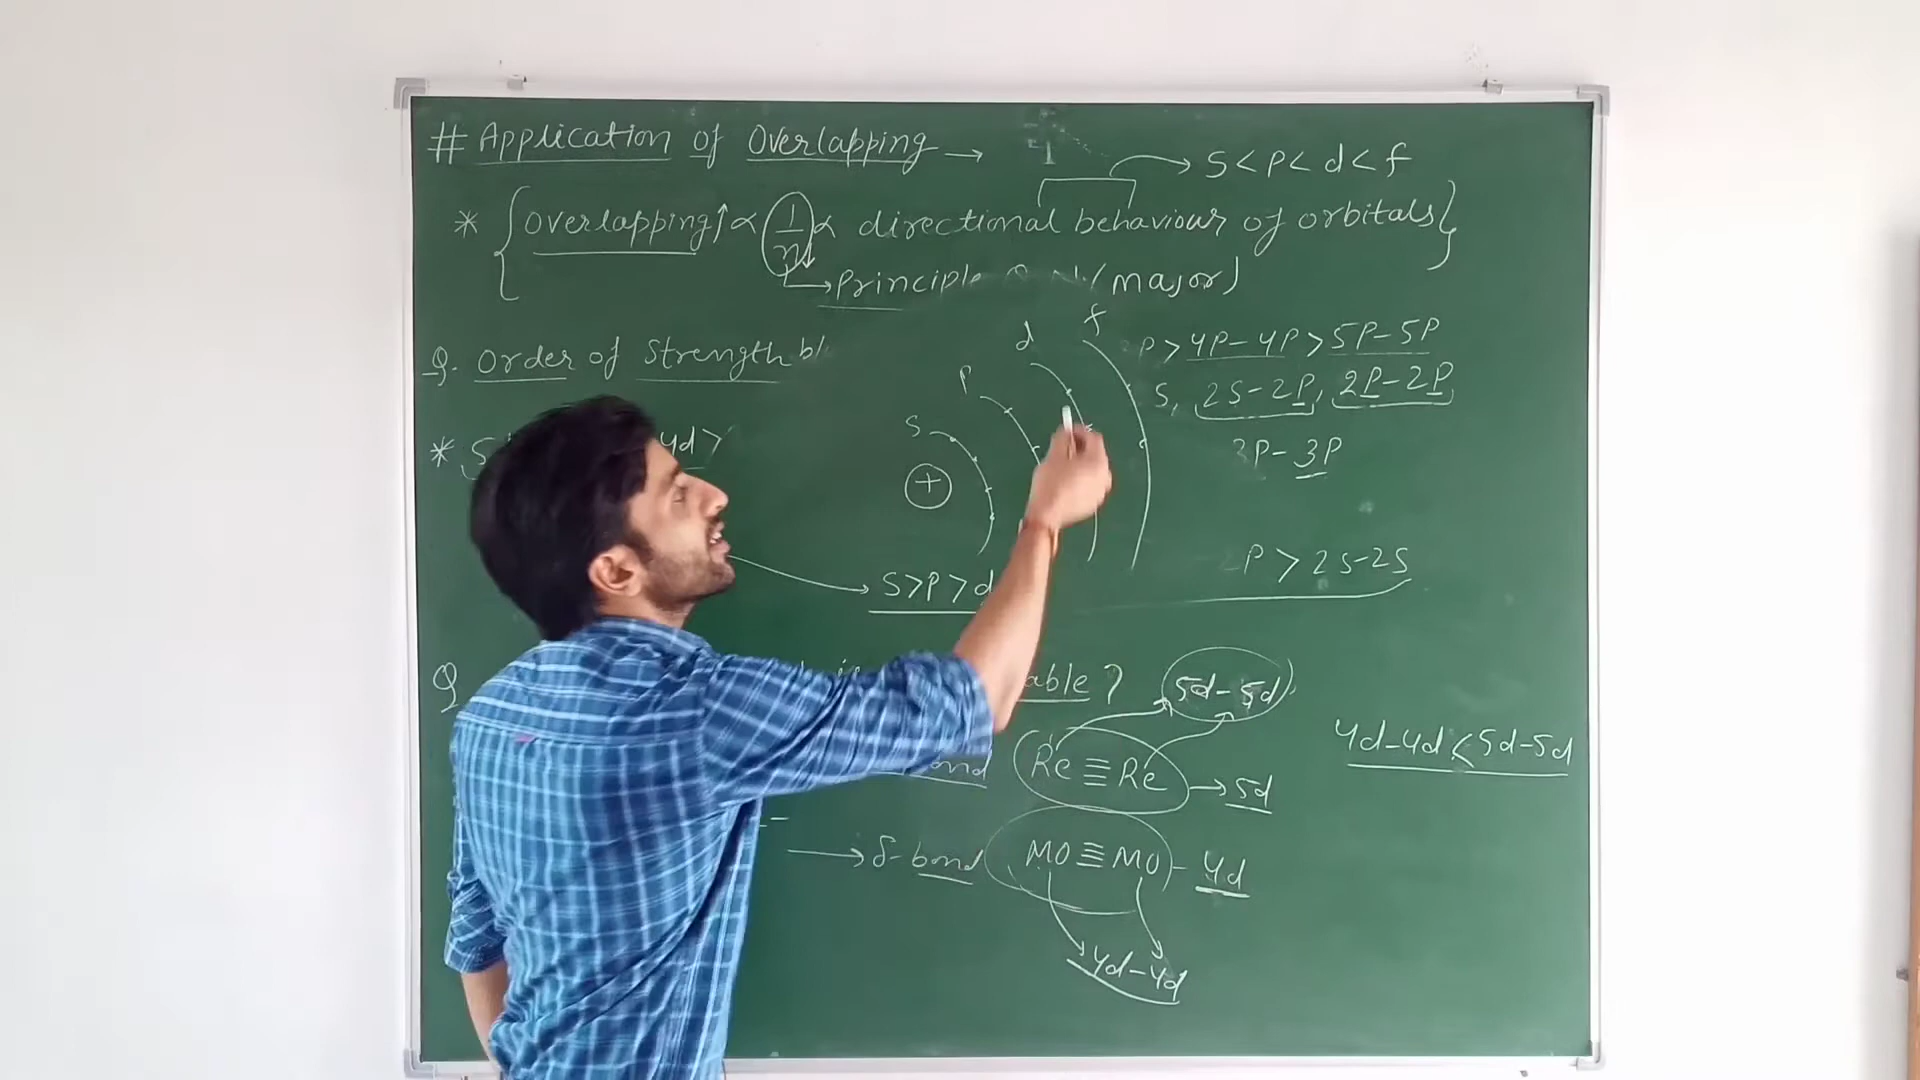 # Application of Overlapping →
S < P < d < f
* { Overlapping ↑ ∝ 1/n ↓ ∝ directional behaviour of orbitals }
→ Principle (major)
Q. Order of Strength b/
P > 4P-4P > 5P-5P
S, 2S-2P, 2P-2P
3P-3P
* S 4d >
S P d f
+
S > P > d
P > 2S-2S
Q able ?
5d-5d
bond Re ≡ Re → 5d
4d-4d < 5d-5d
→ δ-bond MO ≡ MO - 4d
4d-4d